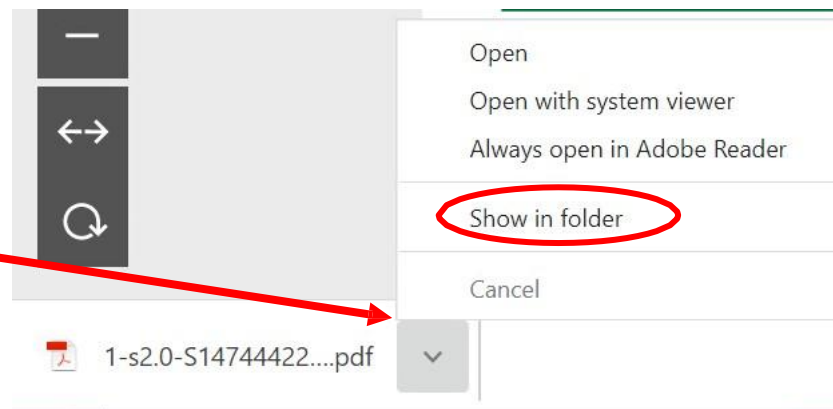 Open
Open with system viewer
Always open in Adobe Reader
Show in folder
Cancel
1-s2.0-S14744422....pdf